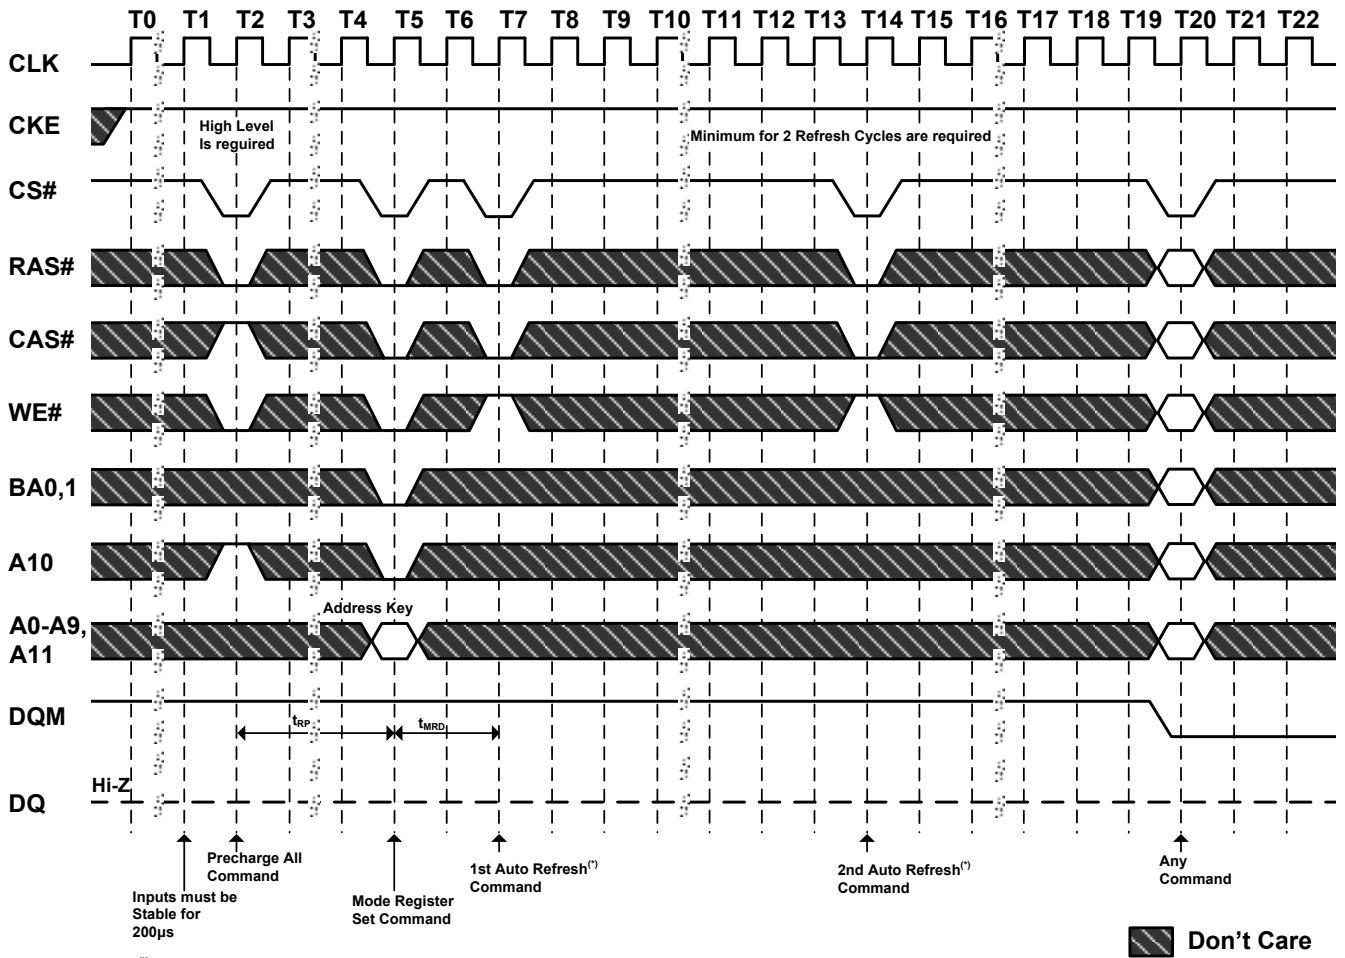 T0 T1 T2 T3 T4 T5 T6 T7 T8 T9 T10 T11 T12 T13 T14 T15 T16 T17 T18 T19 T20 T21 T22
CLK
CKE
High Level
Is reguired
Minimum for 2 Refresh Cycles are required
CS#
RAS#
CAS#
WE#
BA0,1
A10
Address Key
A0-A9,
A11
DQM
tRP
tMRD
Hi-Z
DQ
Inputs must be
Stable for
200µs
Precharge All
Command
Mode Register
Set Command
1st Auto Refresh(*)
Command
2nd Auto Refresh(*)
Command
Any
Command
Don't Care